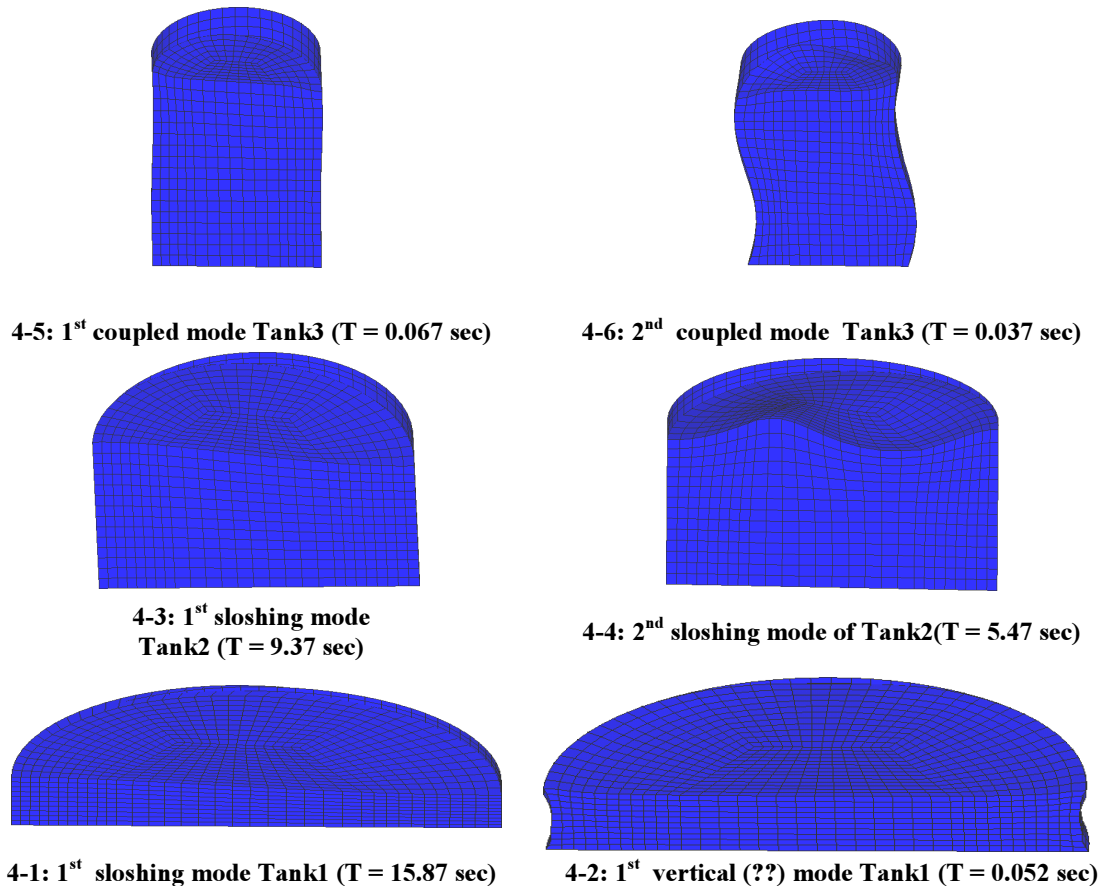 4-5: 1st coupled mode Tank3 (T = 0.067 sec)
4-6: 2nd coupled mode Tank3 (T = 0.037 sec)
4-3: 1st sloshing mode
Tank2 (T = 9.37 sec)
4-4: 2nd sloshing mode of Tank2(T = 5.47 sec)
4-1: 1st sloshing mode Tank1 (T = 15.87 sec)
4-2: 1st vertical (??) mode Tank1 (T = 0.052 sec)